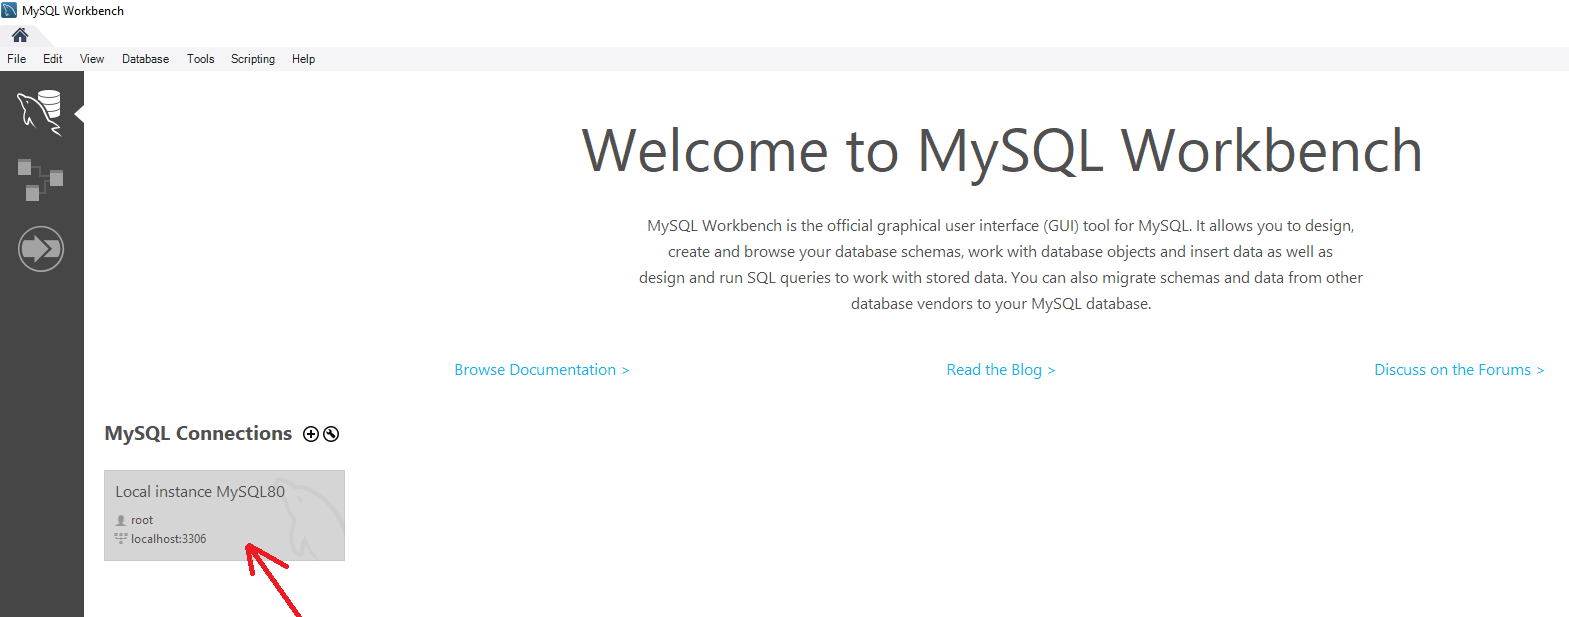 MySQL Workbench
File Edit View Database Tools Scripting Help
Welcome to MySQL Workbench
MySQL Workbench is the official graphical user interface (GUI) tool for MySQL. It allows you to design,
create and browse your database schemas, work with database objects and insert data as well as
design and run SQL queries to work with stored data. You can also migrate schemas and data from other
database vendors to your MySQL database.
Browse Documentation > Read the Blog > Discuss on the Forums >
MySQL Connections
Local instance MySQL80
root
localhost:3306